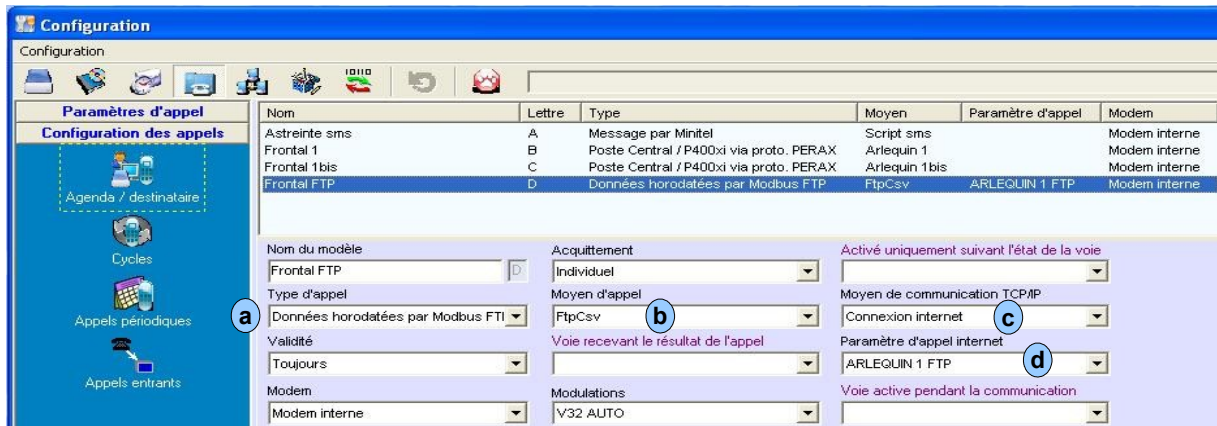 Configuration
Configuration
Paramètres d'appel
Configuration des appels
Agenda / destinataire
Cycles
Appels périodiques
Appels entrants
Nom Lettre Type Moyen Paramètre d'appel Modem
Astreinte sms A Message par Minitel Script sms Modem interne
Frontal 1 B Poste Central / P400xi via proto. PERAX Arlequin 1 Modem interne
Frontal 1bis C Poste Central / P400xi via proto. PERAX Arlequin 1bis Modem interne
Frontal FTP D Données horodatées par Modbus FTP FtpCsv ARLEQUIN 1 FTP Modem interne
Nom du modèle Acquittement Activé uniquement suivant l'état de la voie
Frontal FTP D Individuel
Type d'appel Moyen d'appel Moyen de communication TCP/IP
a Données horodatées par Modbus FTI FtpCsv b Connexion internet c
Validité Voie recevant le résultat de l'appel Paramètre d'appel internet
Toujours ARLEQUIN 1 FTP d
Modem Modulations Voie active pendant la communication
Modem interne V32 AUTO